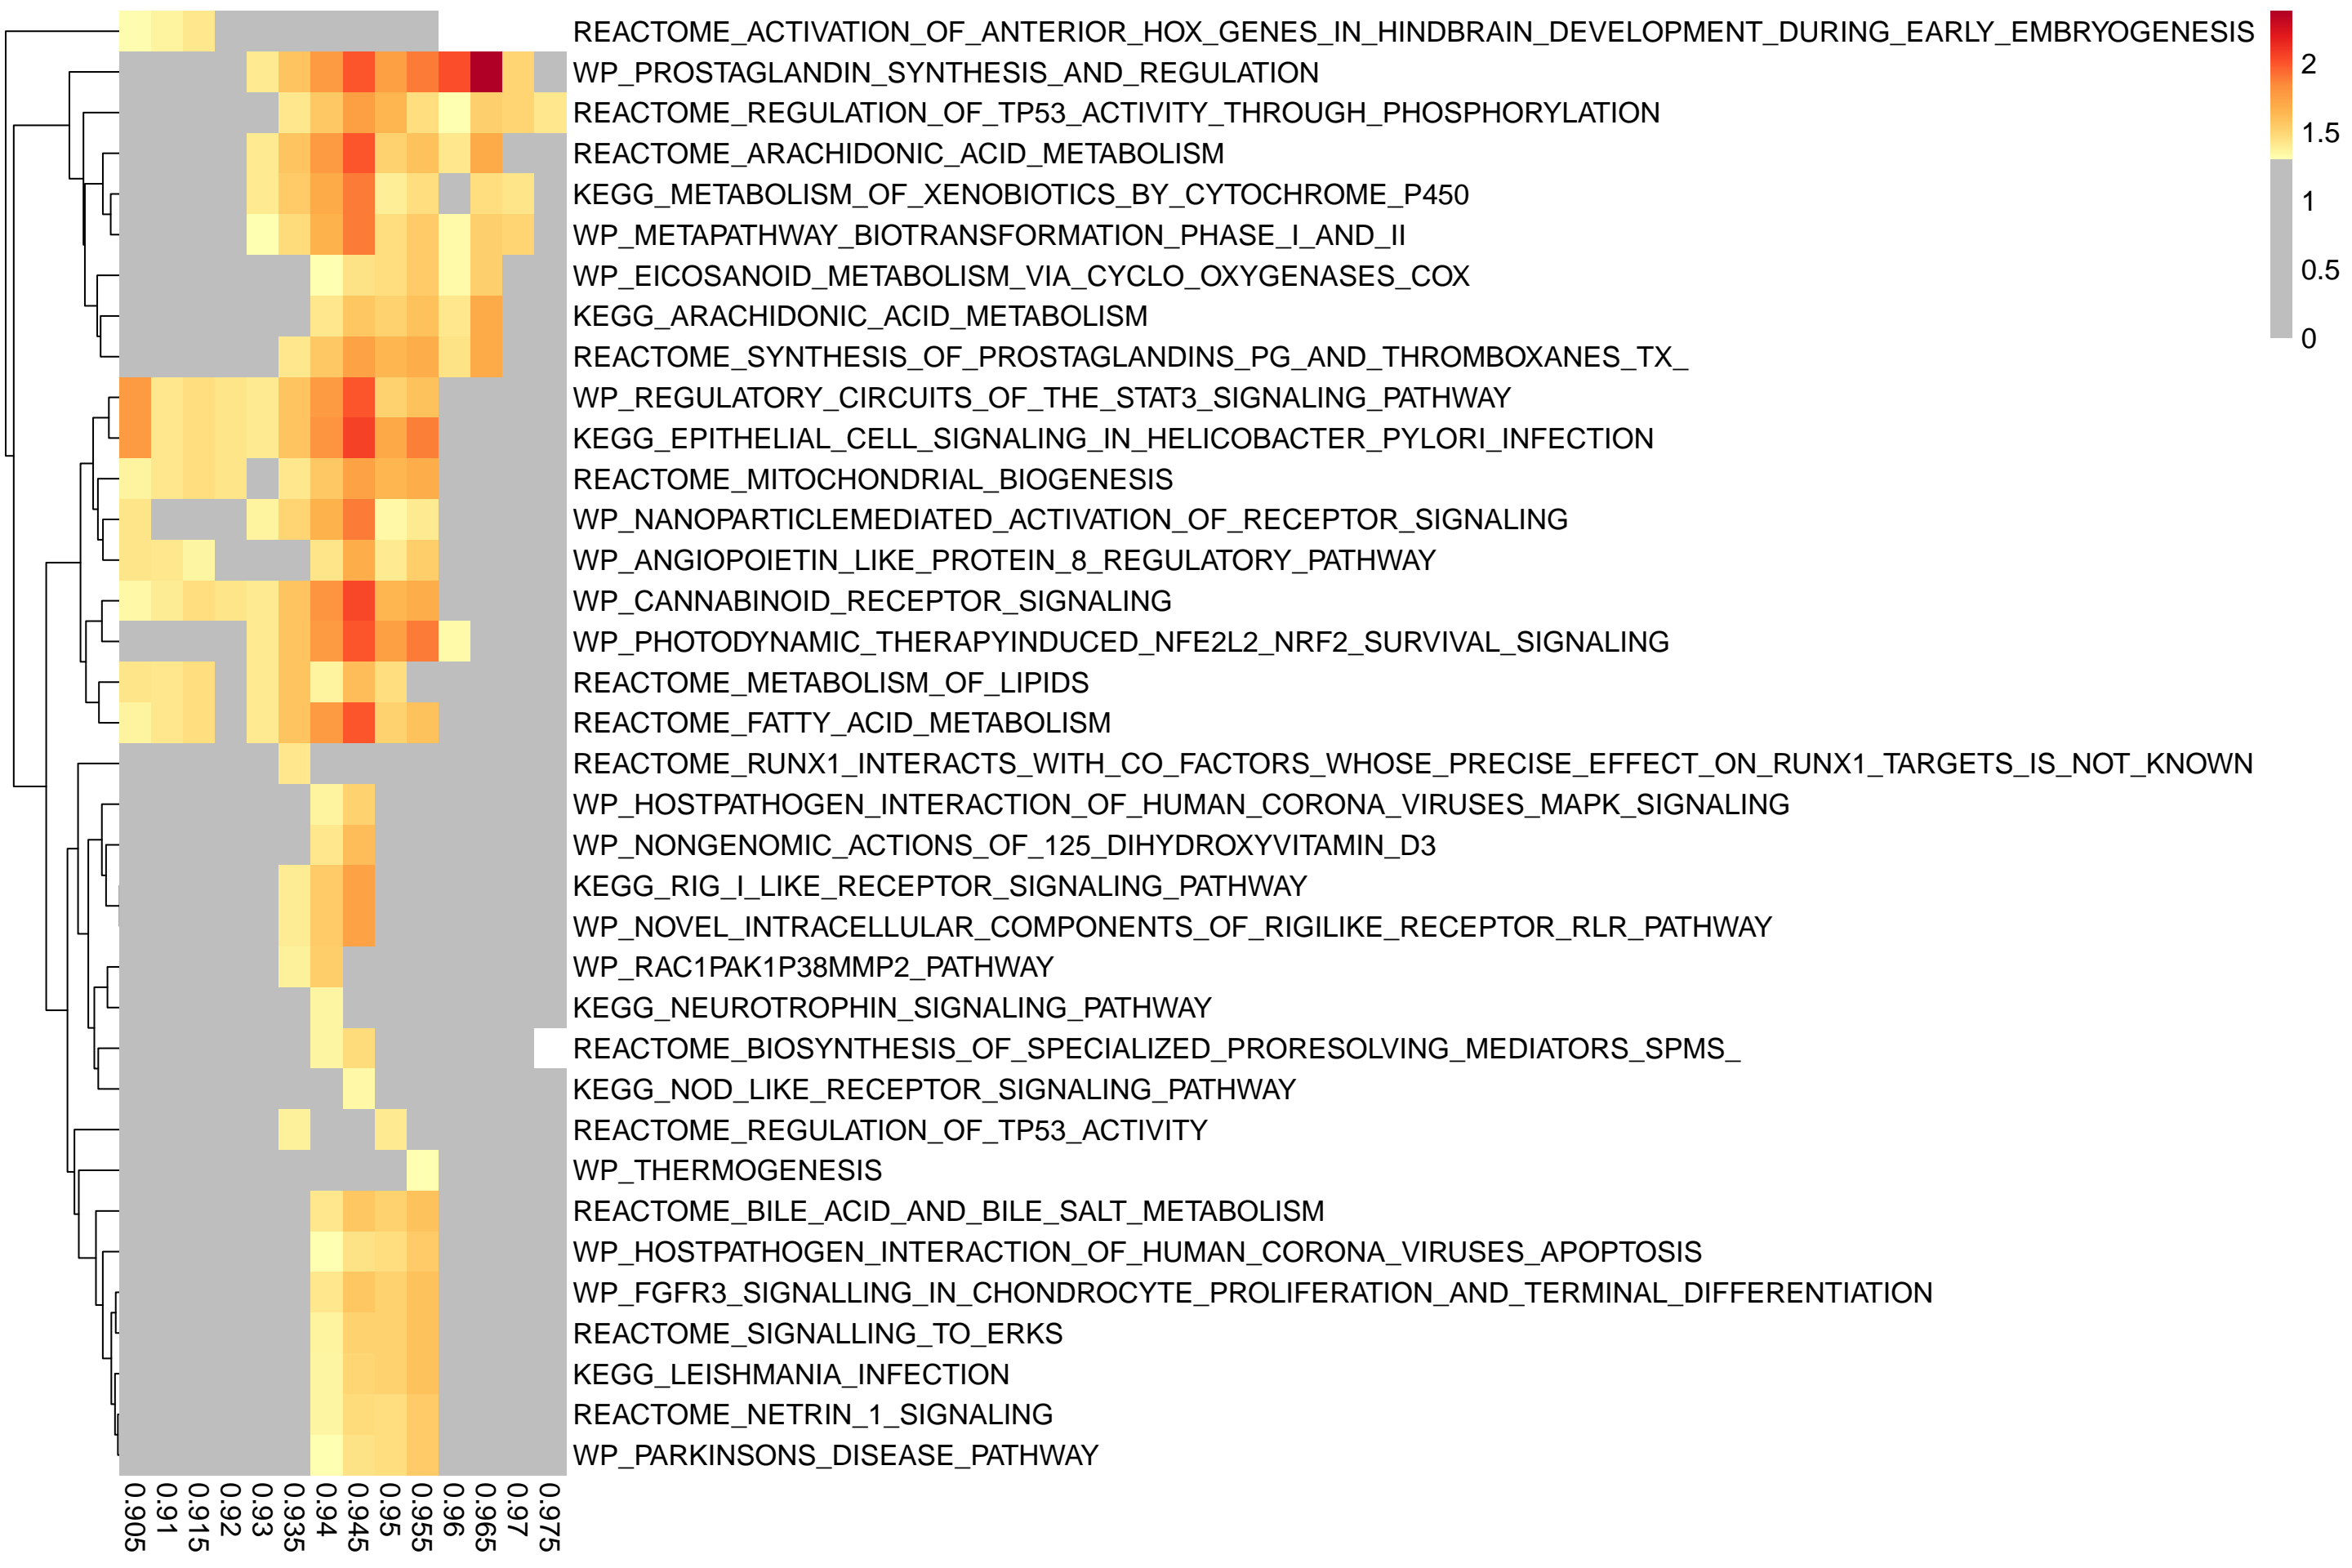 REACTOME_ACTIVATION_OF_ANTERIOR_HOX_GENES_IN_HINDBRAIN_DEVELOPMENT_DURING_EARLY_EMBRYOGENESIS
WP_PROSTAGLANDIN_SYNTHESIS_AND_REGULATION
REACTOME_REGULATION_OF_TP53_ACTIVITY_THROUGH_PHOSPHORYLATION
REACTOME_ARACHIDONIC_ACID_METABOLISM
KEGG_METABOLISM_OF_XENOBIOTICS_BY_CYTOCHROME_P450
WP_METAPATHWAY_BIOTRANSFORMATION_PHASE_I_AND_II
WP_EICOSANOID_METABOLISM_VIA_CYCLO_OXYGENASES_COX
KEGG_ARACHIDONIC_ACID_METABOLISM
REACTOME_SYNTHESIS_OF_PROSTAGLANDINS_PG_AND_THROMBOXANES_TX_
WP_REGULATORY_CIRCUITS_OF_THE_STAT3_SIGNALING_PATHWAY
KEGG_EPITHELIAL_CELL_SIGNALING_IN_HELICOBACTER_PYLORI_INFECTION
REACTOME_MITOCHONDRIAL_BIOGENESIS
WP_NANOPARTICLEMEDIATED_ACTIVATION_OF_RECEPTOR_SIGNALING
WP_ANGIOPOIETIN_LIKE_PROTEIN_8_REGULATORY_PATHWAY
WP_CANNABINOID_RECEPTOR_SIGNALING
WP_PHOTODYNAMIC_THERAPYINDUCED_NFE2L2_NRF2_SURVIVAL_SIGNALING
REACTOME_METABOLISM_OF_LIPIDS
REACTOME_FATTY_ACID_METABOLISM
REACTOME_RUNX1_INTERACTS_WITH_CO_FACTORS_WHOSE_PRECISE_EFFECT_ON_RUNX1_TARGETS_IS_NOT_KNOWN
WP_HOSTPATHOGEN_INTERACTION_OF_HUMAN_CORONA_VIRUSES_MAPK_SIGNALING
WP_NONGENOMIC_ACTIONS_OF_125_DIHYDROXYVITAMIN_D3
KEGG_RIG_I_LIKE_RECEPTOR_SIGNALING_PATHWAY
WP_NOVEL_INTRACELLULAR_COMPONENTS_OF_RIGILIKE_RECEPTOR_RLR_PATHWAY
WP_RAC1PAK1P38MMP2_PATHWAY
KEGG_NEUROTROPHIN_SIGNALING_PATHWAY
REACTOME_BIOSYNTHESIS_OF_SPECIALIZED_PRORESOLVING_MEDIATORS_SPMS_
KEGG_NOD_LIKE_RECEPTOR_SIGNALING_PATHWAY
REACTOME_REGULATION_OF_TP53_ACTIVITY
WP_THERMOGENESIS
REACTOME_BILE_ACID_AND_BILE_SALT_METABOLISM
WP_HOSTPATHOGEN_INTERACTION_OF_HUMAN_CORONA_VIRUSES_APOPTOSIS
WP_FGFR3_SIGNALLING_IN_CHONDROCYTE_PROLIFERATION_AND_TERMINAL_DIFFERENTIATION
REACTOME_SIGNALLING_TO_ERKS
KEGG_LEISHMANIA_INFECTION
REACTOME_NETRIN_1_SIGNALING
WP_PARKINSONS_DISEASE_PATHWAY
0.905
0.91
0.915
0.92
0.93
0.935
0.94
0.945
0.95
0.955
0.96
0.965
0.97
0.975
2
1.5
1
0.5
0